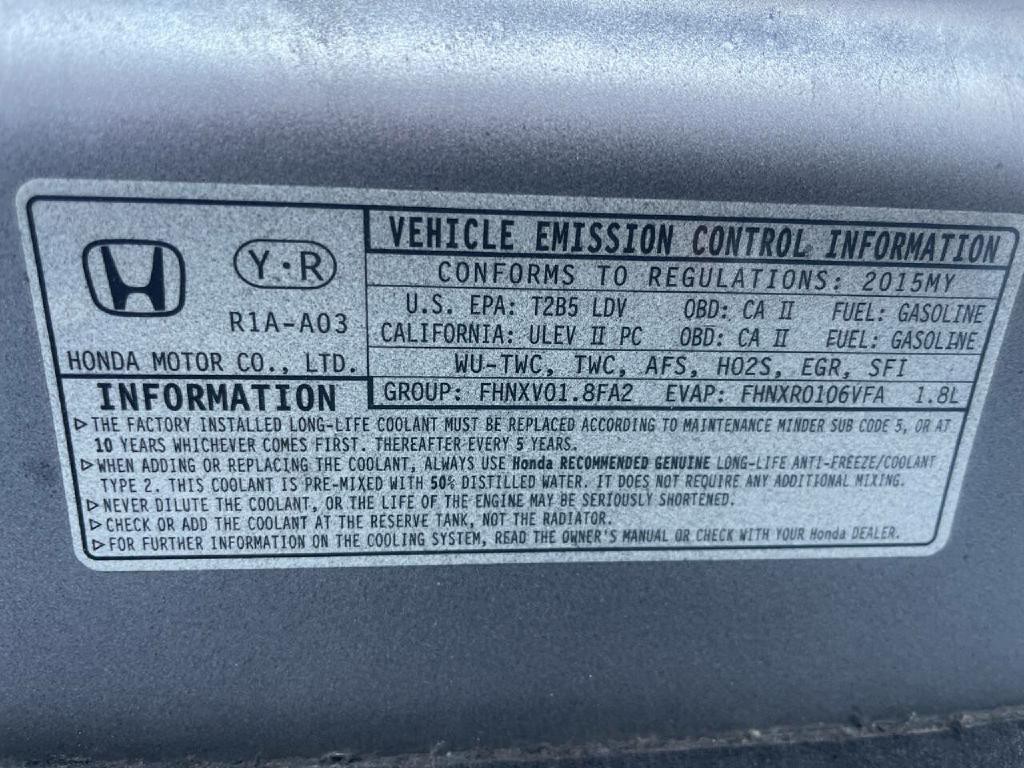 Y·R
R1A-A03
HONDA MOTOR CO., LTD.
VEHICLE EMISSION CONTROL INFORMATION
CONFORMS TO REGULATIONS: 2015MY
U.S. EPA: T2B5 LDV OBD: CA II FUEL: GASOLINE
CALIFORNIA: ULEV II PC OBD: CA II FUEL: GASOLINE
WU-TWC, TWC, AFS, HO2S, EGR, SFI
GROUP: FHNXV01.8FA2 EVAP: FHNXR0106VFA 1.8L
INFORMATION
▷THE FACTORY INSTALLED LONG-LIFE COOLANT MUST BE REPLACED ACCORDING TO MAINTENANCE MINDER SUB CODE 5, OR AT
10 YEARS WHICHEVER COMES FIRST. THEREAFTER EVERY 5 YEARS.
▷WHEN ADDING OR REPLACING THE COOLANT, ALWAYS USE Honda RECOMMENDED GENUINE LONG-LIFE ANTI-FREEZE/COOLANT
TYPE 2. THIS COOLANT IS PRE-MIXED WITH 50% DISTILLED WATER. IT DOES NOT REQUIRE ANY ADDITIONAL MIXING.
▷NEVER DILUTE THE COOLANT, OR THE LIFE OF THE ENGINE MAY BE SERIOUSLY SHORTENED.
▷CHECK OR ADD THE COOLANT AT THE RESERVE TANK, NOT THE RADIATOR.
▷FOR FURTHER INFORMATION ON THE COOLING SYSTEM, READ THE OWNER'S MANUAL OR CHECK WITH YOUR Honda DEALER.